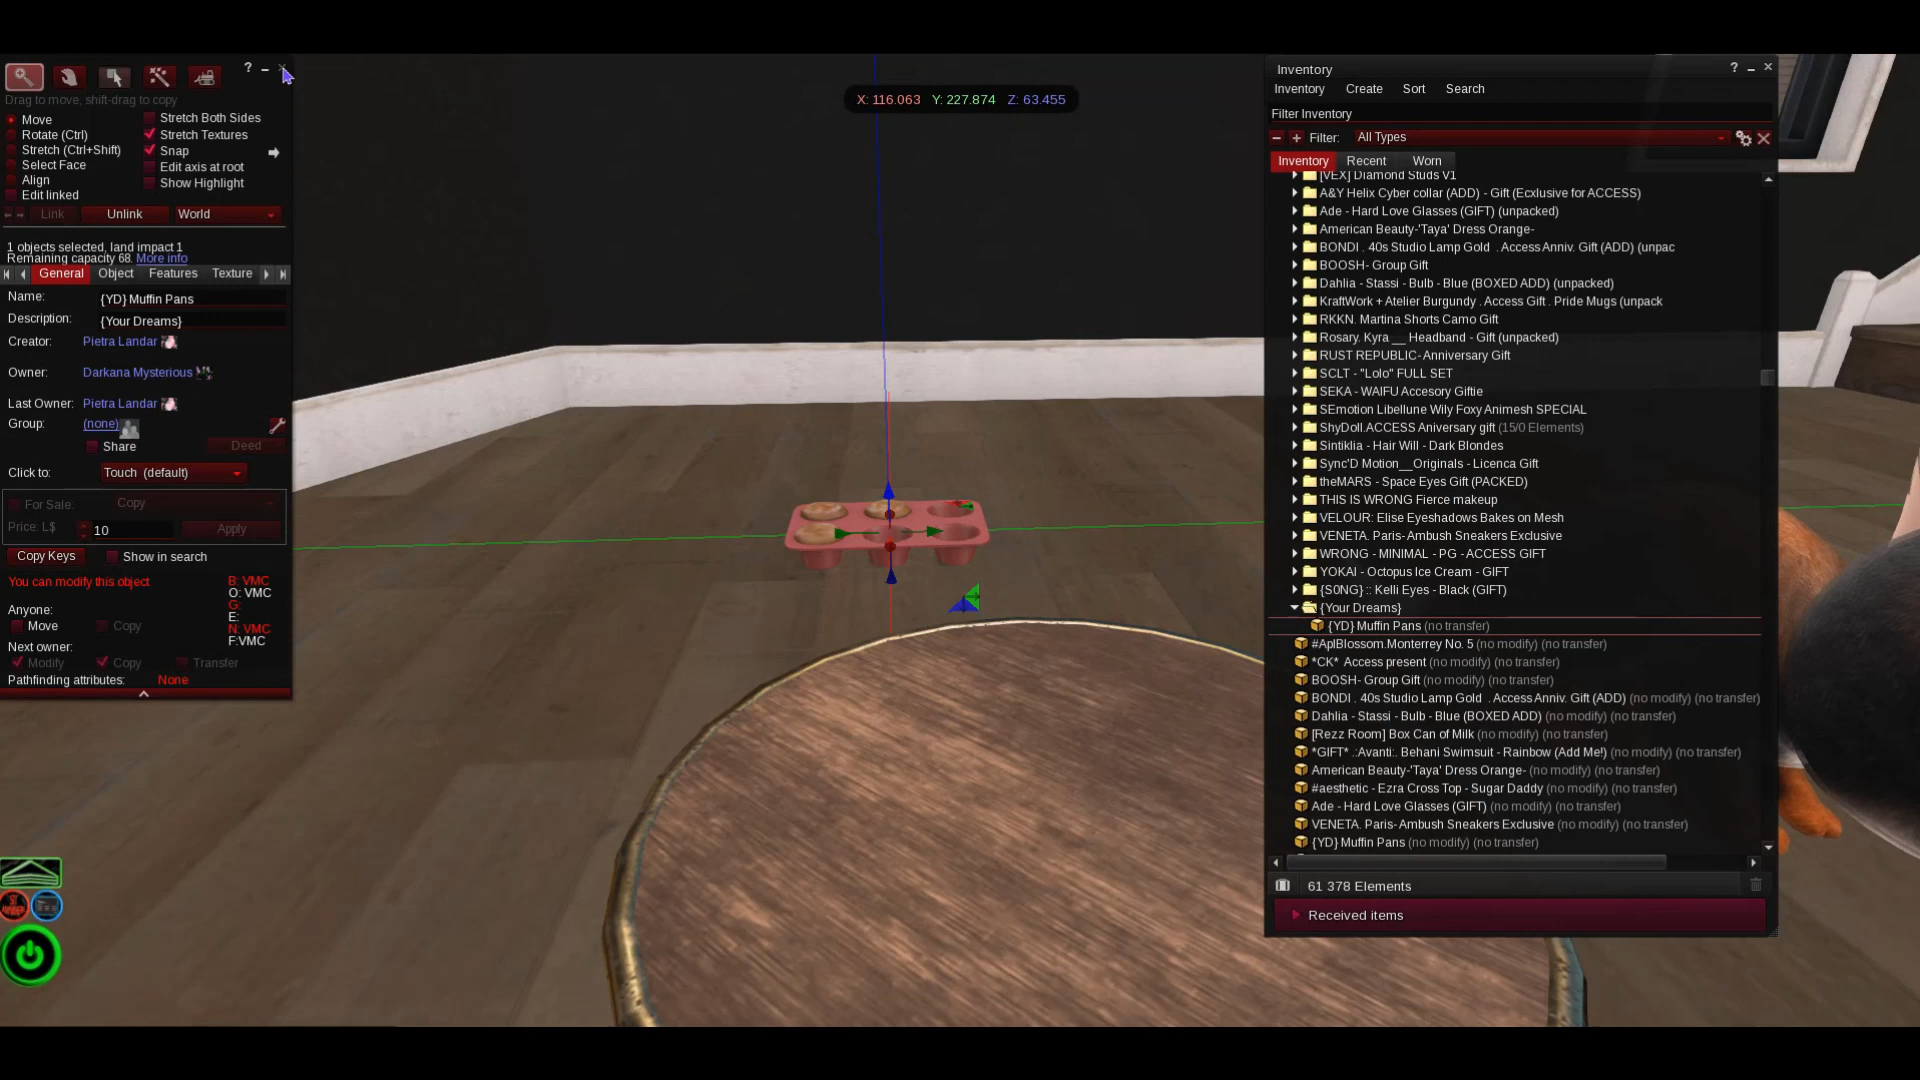 ? – ×
Drag to move, shift-drag to copy
Move
Rotate (Ctrl)
Stretch (Ctrl+Shift)
Select Face
Align
Edit linked
Stretch Both Sides
Stretch Textures
Snap
Edit axis at root
Show Highlight
Link Unlink World
1 objects selected, land impact 1
Remaining capacity 68. More info
General Object Features Texture
Name: {YD} Muffin Pans
Description: {Your Dreams}
Creator: Pietra Landar
Owner: Darkana Mysterious
Last Owner: Pietra Landar
Group: (none)
Share Deed
Click to: Touch (default)
For Sale: Copy
Price: L$ 10 Apply
Copy Keys Show in search
You can modify this object
B: VMC
O: VMC
G:
E:
N: VMC
F:VMC
Anyone:
Move Copy
Next owner:
Modify Copy Transfer
Pathfinding attributes: None
X: 116.063 Y: 227.874 Z: 63.455
Inventory ? – ×
Inventory Create Sort Search
Filter Inventory
Filter: All Types
Inventory Recent Worn
[VEX] Diamond Studs V1
A&Y Helix Cyber collar (ADD) - Gift (Ecxlusive for ACCESS)
Ade - Hard Love Glasses (GIFT) (unpacked)
American Beauty-'Taya' Dress Orange-
BONDI . 40s Studio Lamp Gold . Access Anniv. Gift (ADD) (unpac
BOOSH- Group Gift
Dahlia - Stassi - Bulb - Blue (BOXED ADD) (unpacked)
KraftWork + Atelier Burgundy . Access Gift . Pride Mugs (unpack
RKKN. Martina Shorts Camo Gift
Rosary. Kyra __ Headband - Gift (unpacked)
RUST REPUBLIC- Anniversary Gift
SCLT - "Lolo" FULL SET
SEKA - WAIFU Accesory Giftie
SEmotion Libellune Wily Foxy Animesh SPECIAL
ShyDoll.ACCESS Aniversary gift (15/0 Elements)
Sintiklia - Hair Will - Dark Blondes
Sync'D Motion__Originals - Licenca Gift
theMARS - Space Eyes Gift (PACKED)
THIS IS WRONG Fierce makeup
VELOUR: Elise Eyeshadows Bakes on Mesh
VENETA. Paris- Ambush Sneakers Exclusive
WRONG - MINIMAL - PG - ACCESS GIFT
YOKAI - Octopus Ice Cream - GIFT
{S0NG} :: Kelli Eyes - Black (GIFT)
{Your Dreams}
{YD} Muffin Pans (no transfer)
#AplBlossom.Monterrey No. 5 (no modify) (no transfer)
*CK* Access present (no modify) (no transfer)
BOOSH- Group Gift (no modify) (no transfer)
BONDI . 40s Studio Lamp Gold . Access Anniv. Gift (ADD) (no modify) (no transfer)
Dahlia - Stassi - Bulb - Blue (BOXED ADD) (no modify) (no transfer)
[Rezz Room] Box Can of Milk (no modify) (no transfer)
*GIFT* .:Avanti:. Behani Swimsuit - Rainbow (Add Me!) (no modify) (no transfer)
American Beauty-'Taya' Dress Orange- (no modify) (no transfer)
#aesthetic - Ezra Cross Top - Sugar Daddy (no modify) (no transfer)
Ade - Hard Love Glasses (GIFT) (no modify) (no transfer)
VENETA. Paris- Ambush Sneakers Exclusive (no modify) (no transfer)
{YD} Muffin Pans (no modify) (no transfer)
61 378 Elements
Received items